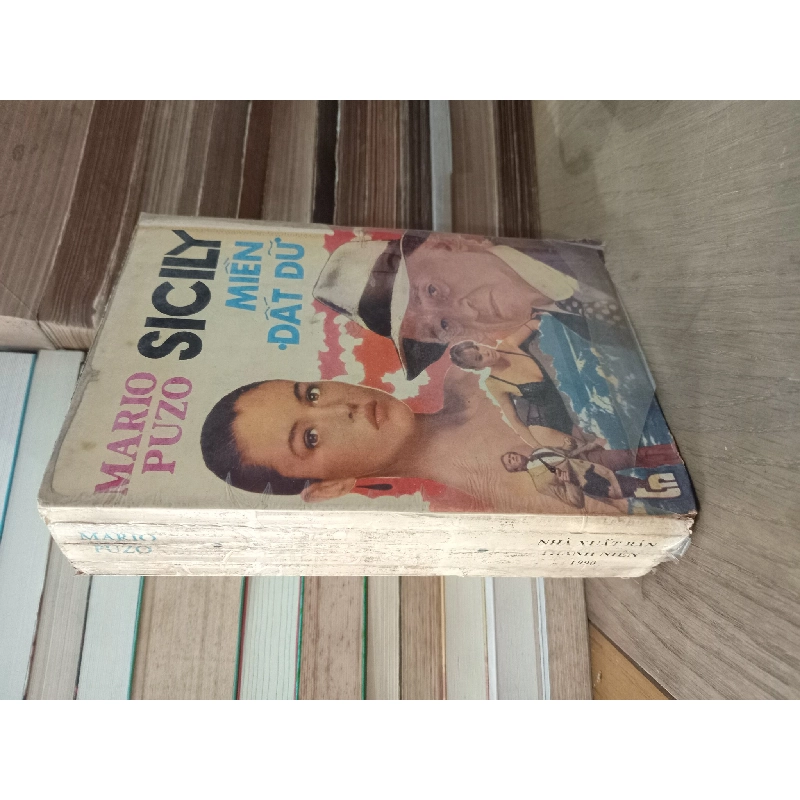 MARIO
PUZO
SICILY
MIỀN
ĐẤT DỮ
MARIO
PUZO
NHÀ XUẤT BẢN
THANH NIÊN
1990